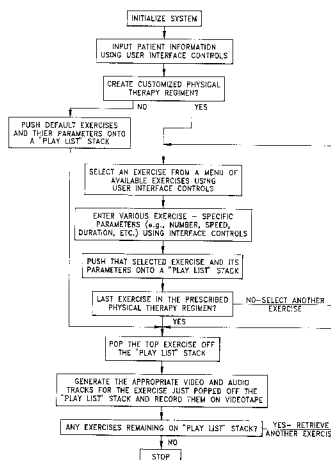 INITIALIZE SYSTEM
INPUT PATIENT INFORMATION
USING USER INTERFACE CONTROLS
CREATE CUSTOMIZED PHYSICAL
THERAPY REGIMENT?
NO
YES
PUSH DEFAULT EXERCISES
AND THIER PARAMETERS ONTO
A "PLAY LIST" STACK
SELECT AN EXERCISE FROM A MENU OF
AVAILABLE EXERCISES USING
USER INTERFACE CONTROLS
ENTER VARIOUS EXERCISE – SPECIFIC
PARAMETERS (e.g., NUMBER, SPEED,
DURATION, ETC.) USING INTERFACE CONTROLS
PUSH THAT SELECTED EXERCISE AND ITS
PARAMETERS ONTO A "PLAY LIST" STACK
LAST EXERCISE IN THE PRESCRIBED
PHYSICAL THERAPY REGIMEN?
NO–SELECT ANOTHER
EXERCISE
YES
POP THE TOP EXERCISE OFF
THE "PLAY LIST" STACK
GENERATE THE APPROPRIATE VIDEO AND AUDIO
TRACKS FOR THE EXERCISE JUST POPPED OFF THE
"PLAY LIST" STACK AND RECORD THEM ON VIDEOTAPE
ANY EXERCISES REMAINING ON "PLAY LIST" STACK?
YES– RETRIEVE
ANOTHER EXERCISE
NO
STOP